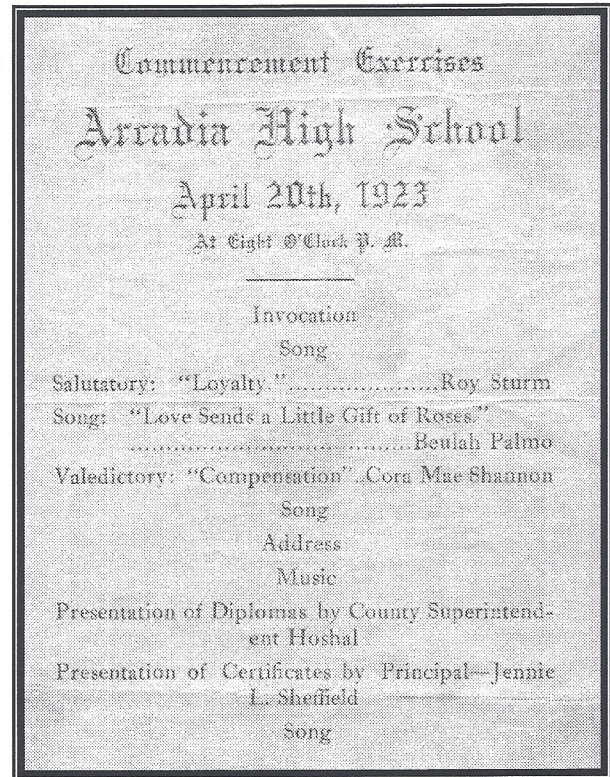 Commencement Exercises
Arcadia High School
April 20th, 1923
At Eight O'Clock P. M.
Invocation
Song
Salutatory: "Loyalty.".....................Roy Sturm
Song: "Love Sends a Little Gift of Roses."
.......................................Beulah Palmo
Valedictory: "Compensation"..Cora Mae Shannon
Song
Address
Music
Presentation of Diplomas by County Superintend-
ent Hoshal
Presentation of Certificates by Principal—Jennie
L. Sheffield
Song